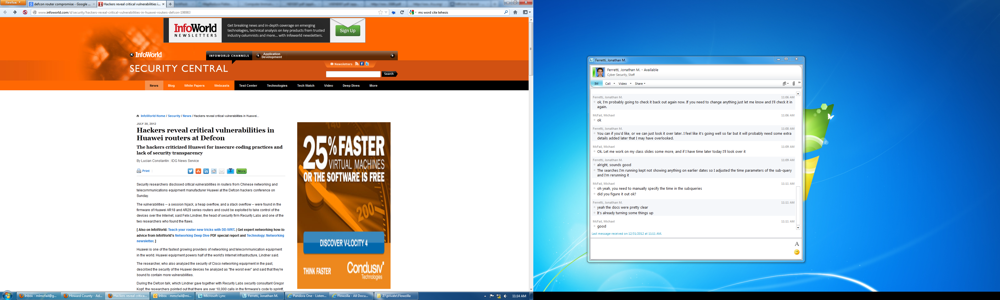 Firefox
defcon router compromise - Google ...
Hackers reveal critical vulnerabilities i...
www.infoworld.com/d/security/hackers-reveal-critical-vulnerabilities-in-huawei-routers-defcon-198983
ms word cite tehesis
InfoWorld
NEWSLETTERS
Get breaking news and in-depth coverage on emerging
technologies, technical analysis on key products from trusted
industry columnists and more... with Infoworld newsletters.
Sign Up
InfoWorld
INFOWORLD CHANNELS
Application
Development
SECURITY CENTRAL
Newsletters
Search
News Blog White Papers Webcasts Test Center Technologies Tech Watch Video Deep Dives More
InfoWorld Home / Security / News / Hackers reveal critical vulnerabilities in Huawei...
JULY 30, 2012
Hackers reveal critical vulnerabilities in
Huawei routers at Defcon
The hackers criticized Huawei for insecure coding practices and
lack of security transparency
By Lucian Constantin | IDG News Service
Print
More
Security researchers disclosed critical vulnerabilities in routers from Chinese networking and
telecommunications equipment manufacturer Huawei at the Defcon hackers conference on
Sunday.
The vulnerabilities -- a session hijack, a heap overflow, and a stack overflow -- were found in the
firmware of Huawei AR18 and AR29 series routers and could be exploited to take control of the
devices over the Internet, said Felix Lindner, the head of security firm Recurity Labs and one of the
two researchers who found the flaws.
[ Also on InfoWorld: Teach your router new tricks with DD-WRT. | Get expert networking how-to
advice from InfoWorld's Networking Deep Dive PDF special report and Technology: Networking
newsletter. ]
Huawei is one of the fastest growing providers of networking and telecommunication equipment
in the world. Huawei equipment powers half of the world's Internet infrastructure, Lindner said.
The researcher, who also analyzed the security of Cisco networking equipment in the past,
described the security of the Huawei devices he analyzed as "the worst ever" and said that they're
bound to contain more vulnerabilities.
During the Defcon talk, which Lindner gave together with Recurity Labs security consultant Gregor
Kopf, the researchers pointed out that there are over 10,000 calls in the firmware's code to sprintf,
140
25% FASTER
VIRTUAL MACHINES
OR THE SOFTWARE IS FREE
200
DISCOVER V-LOCITY 4
THINK FASTER
Condusiv
Technologies
Ferretti, Jonathan M.
Ferretti, Jonathan M. - Available
Cyber Security, Staff
IM Call Video Share
Ferretti, Jonathan M. 11:06 AM
ok, I'm probably going to check it back out again now. If you need to change anything just let me know and I'll check it in
again.
McFail, Michael 11:06 AM
ok
Ferretti, Jonathan M. 11:08 AM
You can if you'd like, or we can just look it over later. I feel like it's going well so far but it will probably need some extra
details added later that I may have overlooked.
McFail, Michael 11:09 AM
Ok. Let me work on my class slides some more, and if I have time later today I'll look over it
Ferretti, Jonathan M. 11:09 AM
alright, sounds good
The searches I'm running kept not showing anything on earlier dates so I adjusted the time parameters of the sub-query
and I'm rerunning it
McFail, Michael 11:11 AM
oh yeah, you need to manually specify the time in the subqueries
did you figure it out ok?
Ferretti, Jonathan M. 11:11 AM
yeah the docs were pretty clear
It's already turning some things up
McFail, Michael 11:11 AM
good
Last message received on 12/31/2012 at 11:11 AM.
A
Inbox - mlmcfail@g...
Howard County - Ad...
Hackers reveal critica...
Inbox - mmcfail@mi...
Microsoft Lync
Ferretti, Jonathan M.
Pandora One - Listen...
Flowzilla - All Docu...
Z:\private\Flowzilla
11:14 AM